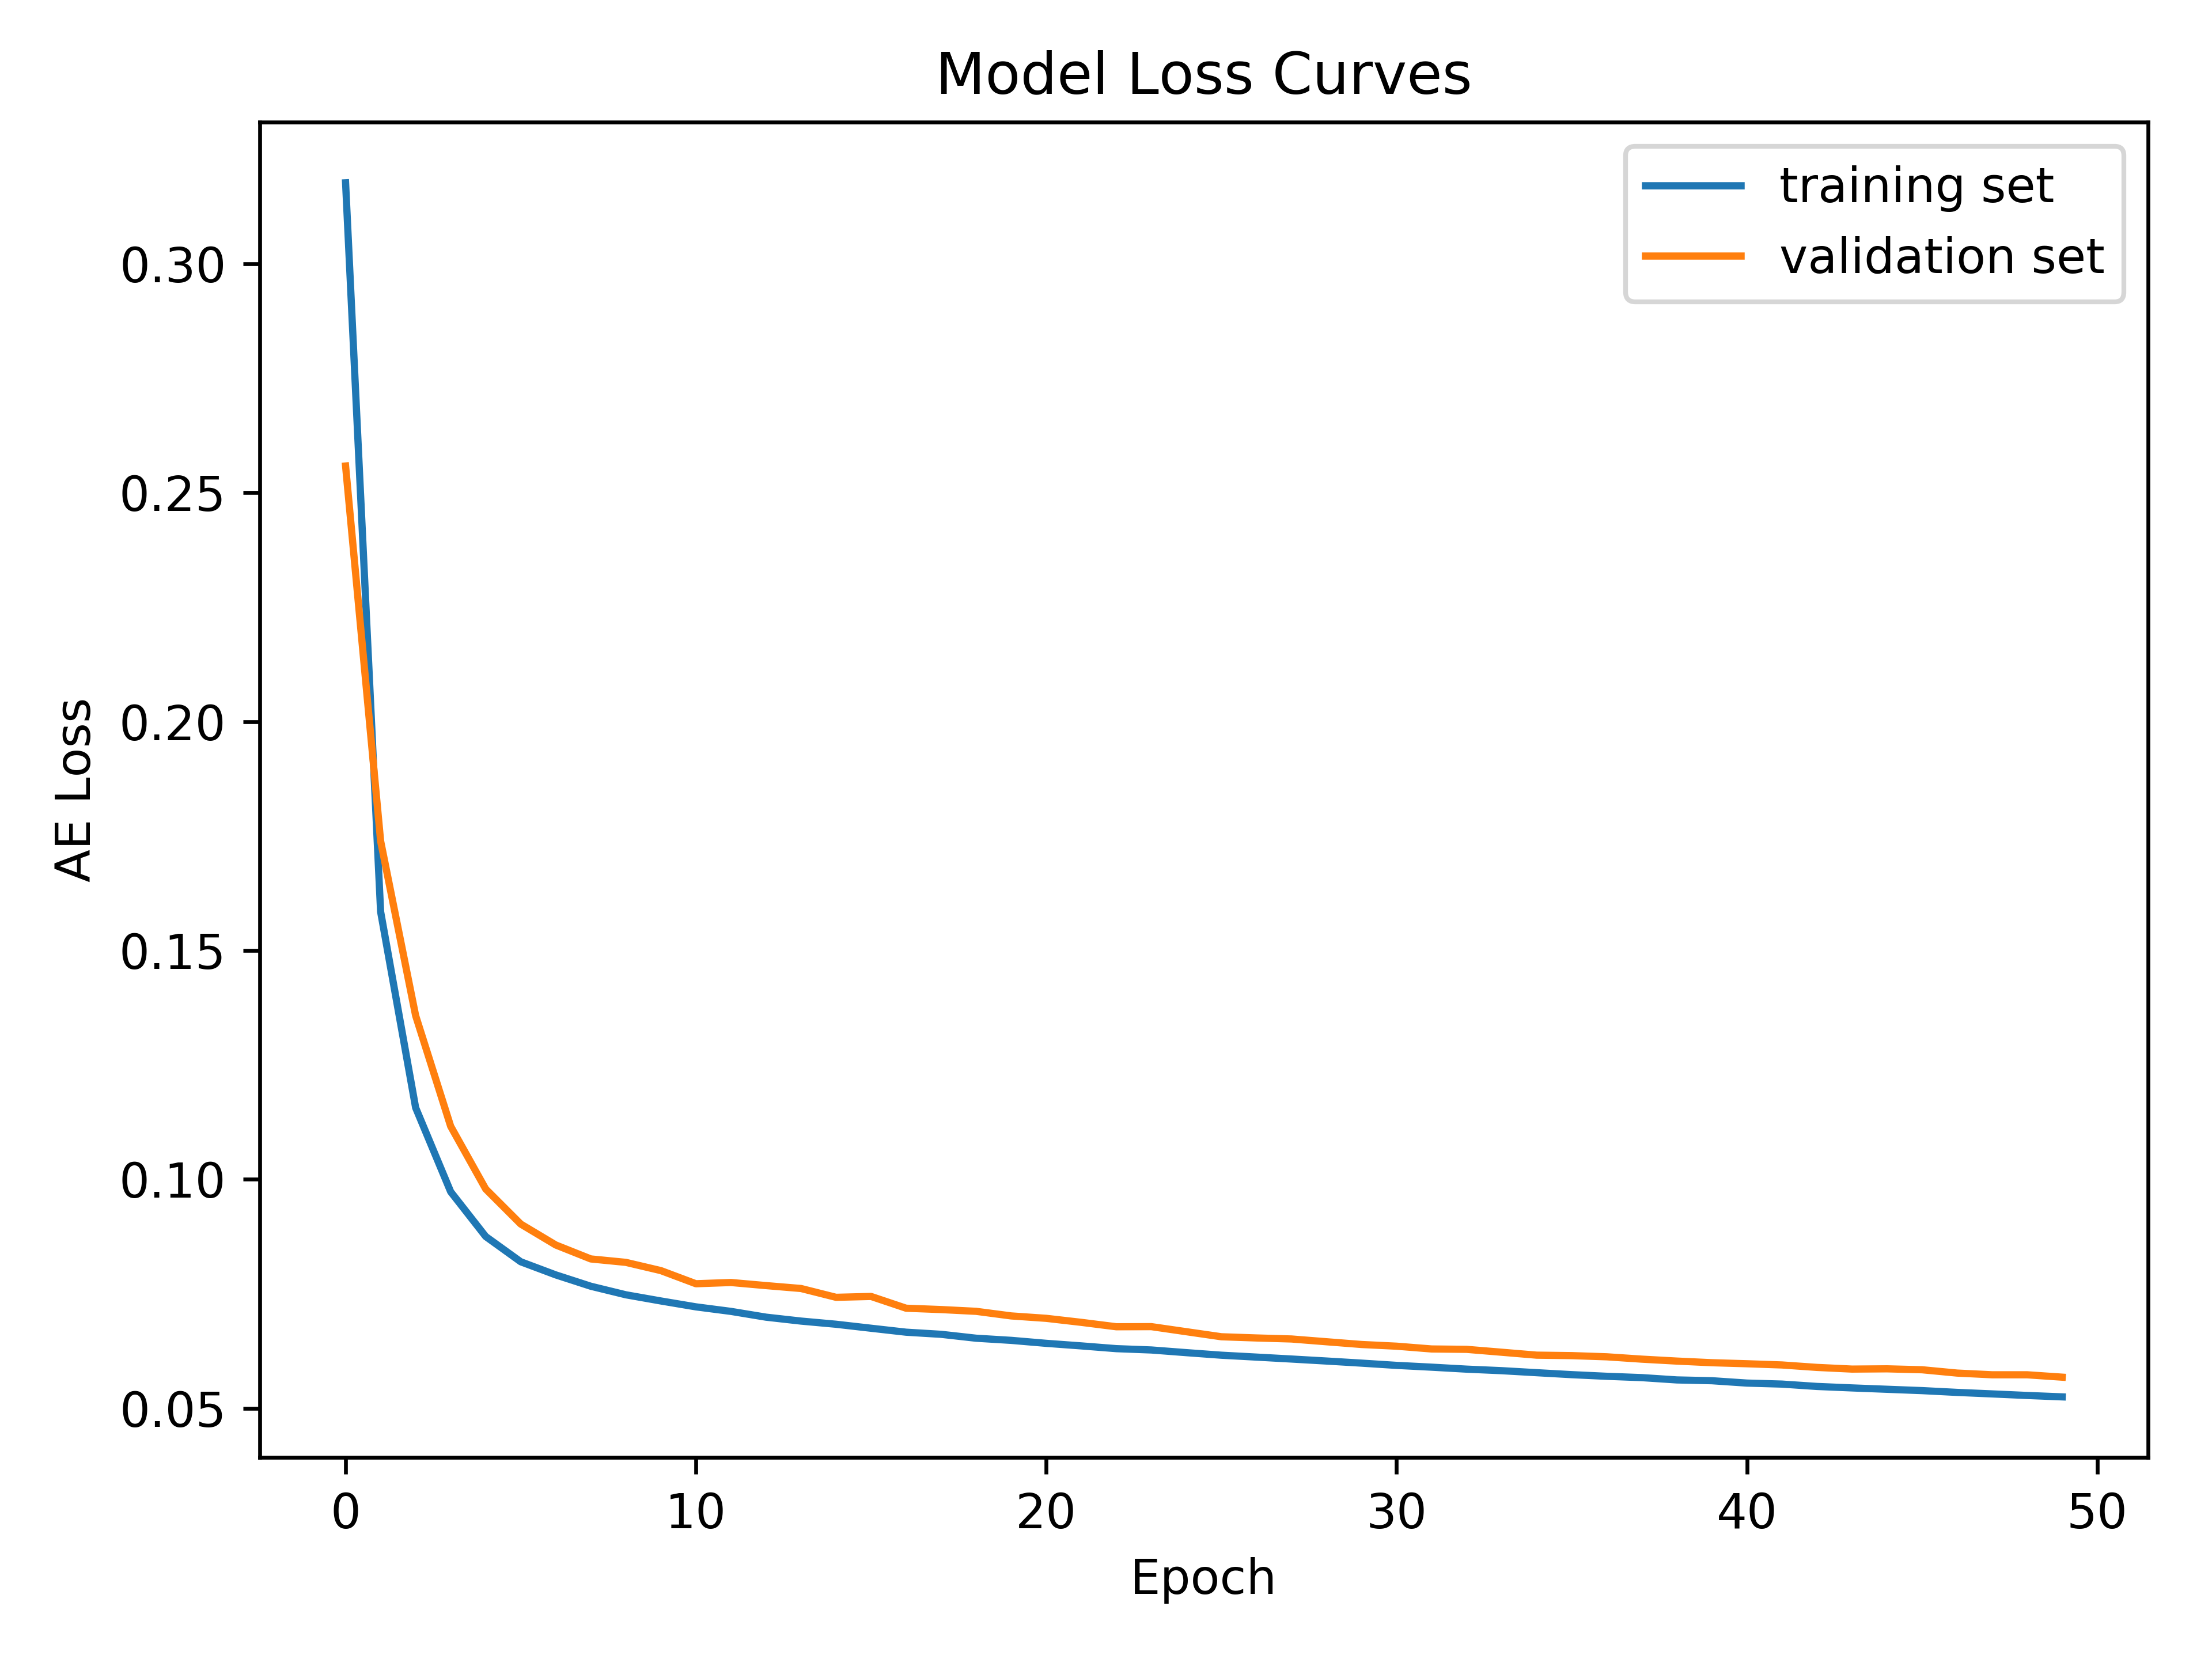 Model Loss Curves
training set
validation set
0.30
0.25
0.20
0.15
0.10
0.05
AE Loss
0 10 20 30 40 50
Epoch